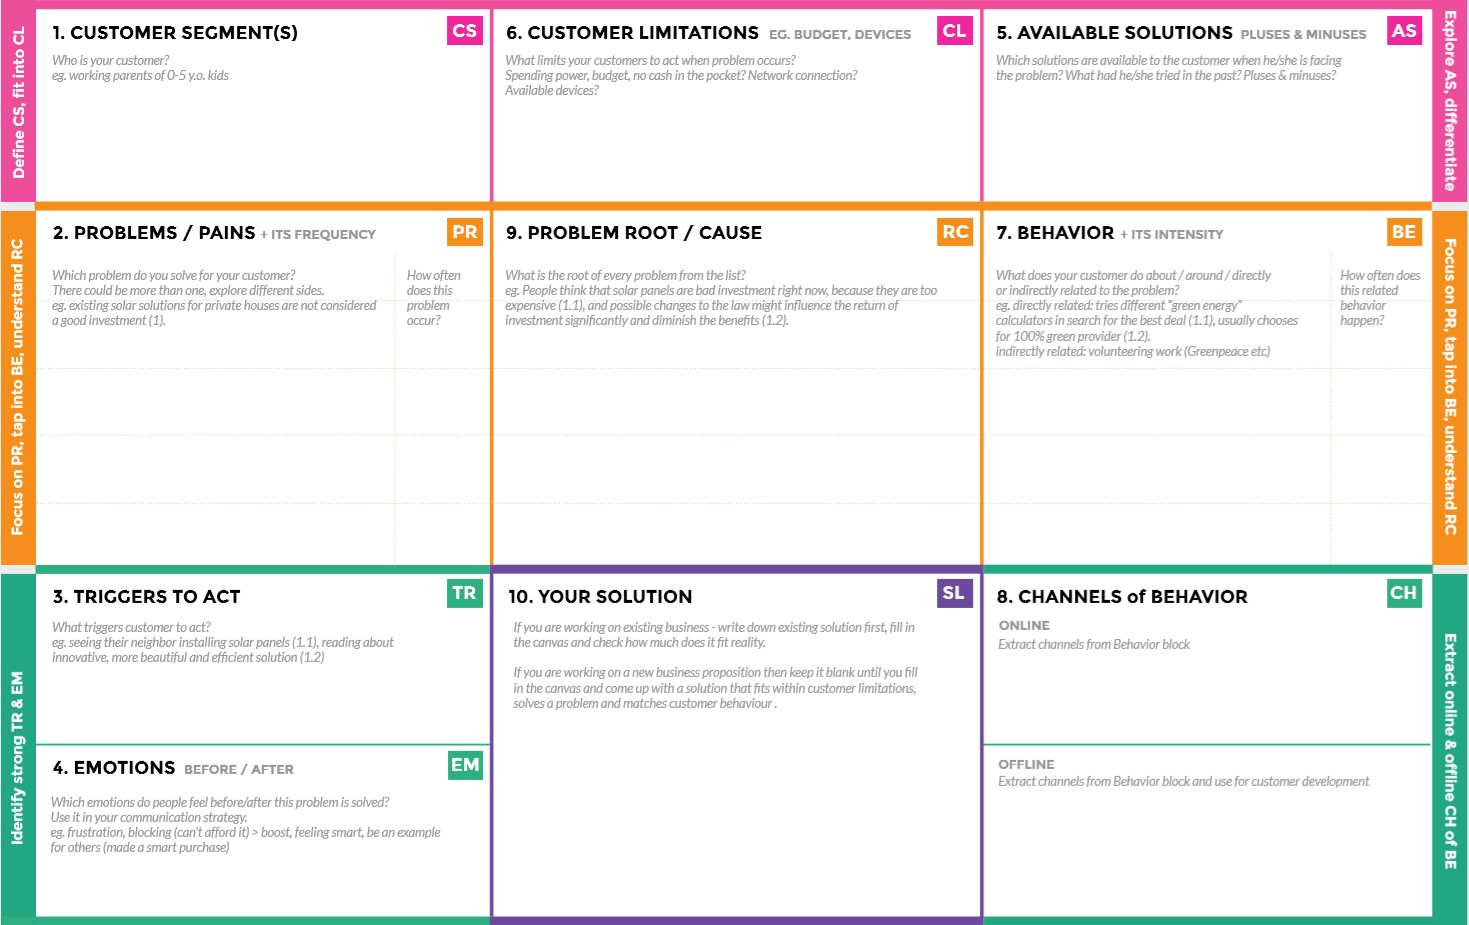 Define CS, fit into CL
1. CUSTOMER SEGMENT(S)
CS
Who is your customer?
eg. working parents of 0-5 y.o. kids
6. CUSTOMER LIMITATIONS EG. BUDGET, DEVICES
CL
What limits your customers to act when problem occurs?
Spending power, budget, no cash in the pocket? Network connection?
Available devices?
5. AVAILABLE SOLUTIONS PLUSES & MINUSES
AS
Which solutions are available to the customer when he/she is facing
the problem? What had he/she tried in the past? Pluses & minuses?
Explore AS, differentiate
Focus on PR, tap into BE, understand RC
2. PROBLEMS / PAINS + ITS FREQUENCY
PR
Which problem do you solve for your customer?
There could be more than one, explore different sides.
eg. existing solar solutions for private houses are not considered
a good investment (1).
How often
does this
problem
occur?
9. PROBLEM ROOT / CAUSE
RC
What is the root of every problem from the list?
eg. People think that solar panels are bad investment right now, because they are too
expensive (1.1), and possible changes to the law might influence the return of
investment significantly and diminish the benefits (1.2).
7. BEHAVIOR + ITS INTENSITY
BE
What does your customer do about / around / directly
or indirectly related to the problem?
eg. directly related: tries different "green energy"
calculators in search for the best deal (1.1), usually chooses
for 100% green provider (1.2).
indirectly related: volunteering work (Greenpeace etc)
How often does
this related
behavior
happen?
Focus on PR, tap into BE, understand RC
Identify strong TR & EM
3. TRIGGERS TO ACT
TR
What triggers customer to act?
eg. seeing their neighbor installing solar panels (1.1), reading about
innovative, more beautiful and efficient solution (1.2)
4. EMOTIONS BEFORE / AFTER
EM
Which emotions do people feel before/after this problem is solved?
Use it in your communication strategy.
eg. frustration, blocking (can't afford it) > boost, feeling smart, be an example
for others (made a smart purchase)
10. YOUR SOLUTION
SL
If you are working on existing business - write down existing solution first, fill in
the canvas and check how much does it fit reality.
If you are working on a new business proposition then keep it blank until you fill
in the canvas and come up with a solution that fits within customer limitations,
solves a problem and matches customer behaviour .
8. CHANNELS of BEHAVIOR
CH
ONLINE
Extract channels from Behavior block
OFFLINE
Extract channels from Behavior block and use for customer development
Extract online & offline CH of BE